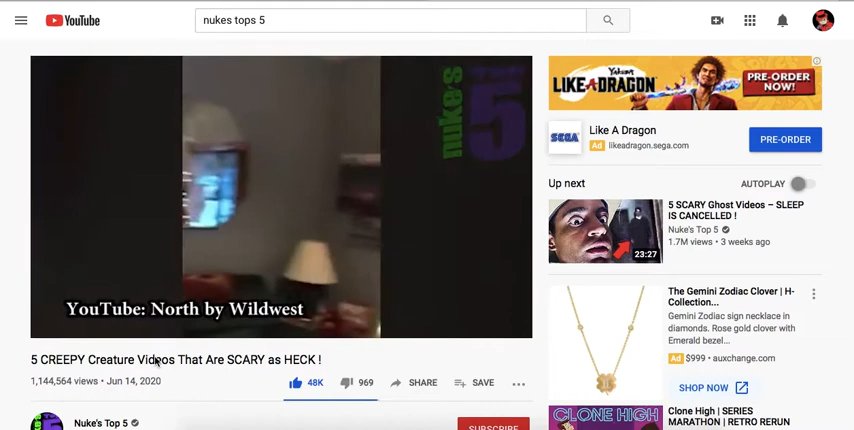 YouTube
nukes tops 5
nuke's
TOP
5
YouTube: North by Wildwest
5 CREEPY Creature Videos That Are SCARY as HECK !
1,144,564 views • Jun 14, 2020
48K
969
SHARE
SAVE
Nuke's Top 5
SUBSCRIBE
Yakuza
LIKE A DRAGON
PRE-ORDER
NOW!
SEGA
Like A Dragon
Ad likeadragon.sega.com
PRE-ORDER
Up next
AUTOPLAY
23:27
5 SCARY Ghost Videos – SLEEP
IS CANCELLED !
Nuke's Top 5
1.7M views • 3 weeks ago
The Gemini Zodiac Clover | H-
Collection...
Gemini Zodiac sign necklace in
diamonds. Rose gold clover with
Emerald bezel...
Ad $999 • auxchange.com
SHOP NOW
CLONE HIGH
Clone High | SERIES
MARATHON | RETRO RERUN